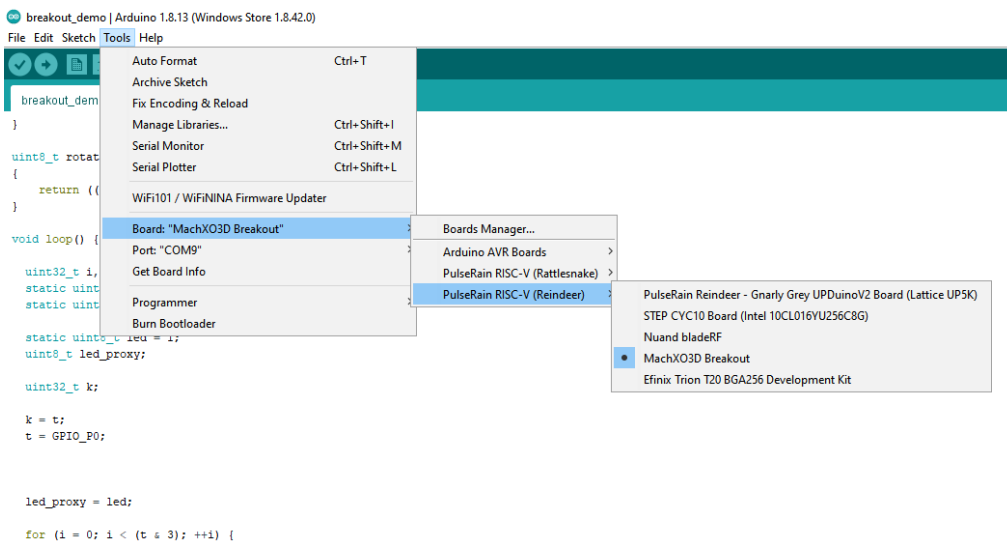 breakout_demo | Arduino 1.8.13 (Windows Store 1.8.42.0)
File Edit Sketch Tools Help
breakout_dem
Auto Format Ctrl+T
Archive Sketch
Fix Encoding & Reload
Manage Libraries... Ctrl+Shift+I
Serial Monitor Ctrl+Shift+M
Serial Plotter Ctrl+Shift+L
WiFi101 / WiFiNINA Firmware Updater
Board: "MachXO3D Breakout"
Port: "COM9"
Get Board Info
Programmer
Burn Bootloader
Boards Manager...
Arduino AVR Boards
PulseRain RISC-V (Rattlesnake)
PulseRain RISC-V (Reindeer)
PulseRain Reindeer - Gnarly Grey UPDuinoV2 Board (Lattice UP5K)
STEP CYC10 Board (Intel 10CL016YU256C8G)
Nuand bladeRF
MachXO3D Breakout
Efinix Trion T20 BGA256 Development Kit
}
uint8_t rotat
{
return ((
}
void loop() {
uint32_t i,
static uint
static uint
static uint8_t led = 1;
uint8_t led_proxy;
uint32_t k;
k = t;
t = GPIO_P0;
led_proxy = led;
for (i = 0; i < (t & 3); ++i) {